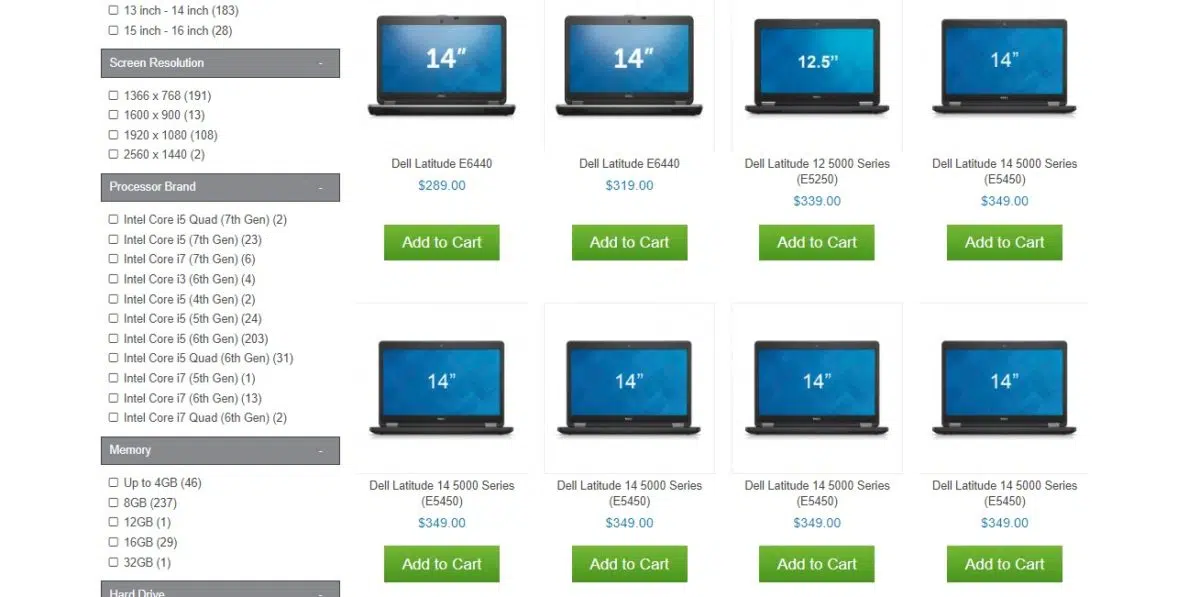 13 inch - 14 inch (183)
15 inch - 16 inch (28)
Screen Resolution -
1366 x 768 (191)
1600 x 900 (13)
1920 x 1080 (108)
2560 x 1440 (2)
Processor Brand -
Intel Core i5 Quad (7th Gen) (2)
Intel Core i5 (7th Gen) (23)
Intel Core i7 (7th Gen) (6)
Intel Core i3 (6th Gen) (4)
Intel Core i5 (4th Gen) (2)
Intel Core i5 (5th Gen) (24)
Intel Core i5 (6th Gen) (203)
Intel Core i5 Quad (6th Gen) (31)
Intel Core i7 (5th Gen) (1)
Intel Core i7 (6th Gen) (13)
Intel Core i7 Quad (6th Gen) (2)
Memory -
Up to 4GB (46)
8GB (237)
12GB (1)
16GB (29)
32GB (1)
Hard Drive -
14”
Dell Latitude E6440
$289.00
Add to Cart
14”
Dell Latitude E6440
$319.00
Add to Cart
12.5”
Dell Latitude 12 5000 Series
(E5250)
$339.00
Add to Cart
14”
Dell Latitude 14 5000 Series
(E5450)
$349.00
Add to Cart
14”
Dell Latitude 14 5000 Series
(E5450)
$349.00
Add to Cart
14”
Dell Latitude 14 5000 Series
(E5450)
$349.00
Add to Cart
14”
Dell Latitude 14 5000 Series
(E5450)
$349.00
Add to Cart
14”
Dell Latitude 14 5000 Series
(E5450)
$349.00
Add to Cart